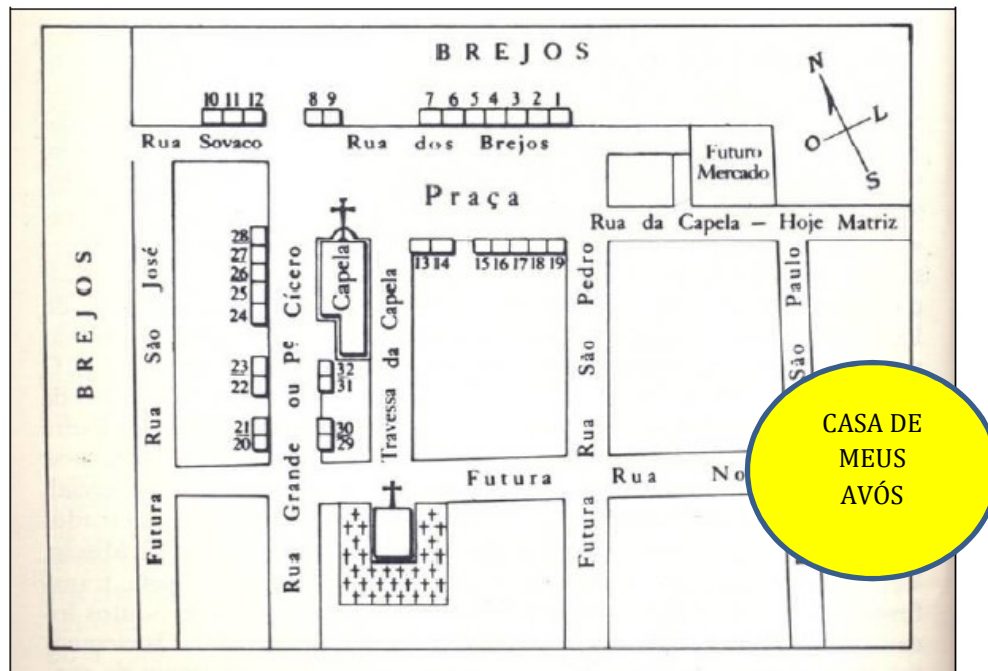 BREJOS
N
L
O
S
10 11 12
8 9
7 6 5 4 3 2 1
Rua Sovaco
Rua dos Brejos
Futuro
Mercado
Praça
Rua da Capela – Hoje Matriz
BREJOS
Futura Rua São José
28
27
26
25
24
23
22
21
20
Rua Grande ou Pe Cícero
Capela
32
31
30
29
Travessa da Capela
13 14
15 16 17 18 19
Futura Rua São Pedro
São Paulo
Futura Rua No
CASA DE
MEUS
AVÓS